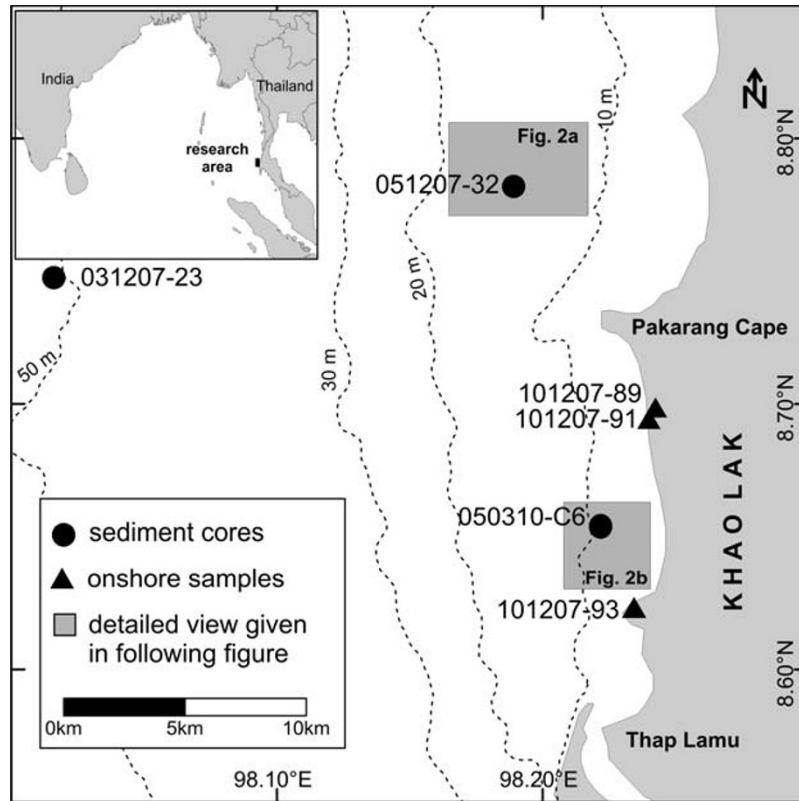 India
Thailand
research
area
N
Fig. 2a
10 m
8.80°N
051207-32
031207-23
20 m
50 m
30 m
Pakarang Cape
101207-89
101207-91
8.70°N
KHAO LAK
050310-C6
Fig. 2b
101207-93
sediment cores
onshore samples
detailed view given
in following figure
0km
5km
10km
8.60°N
Thap Lamu
98.10°E
98.20°E